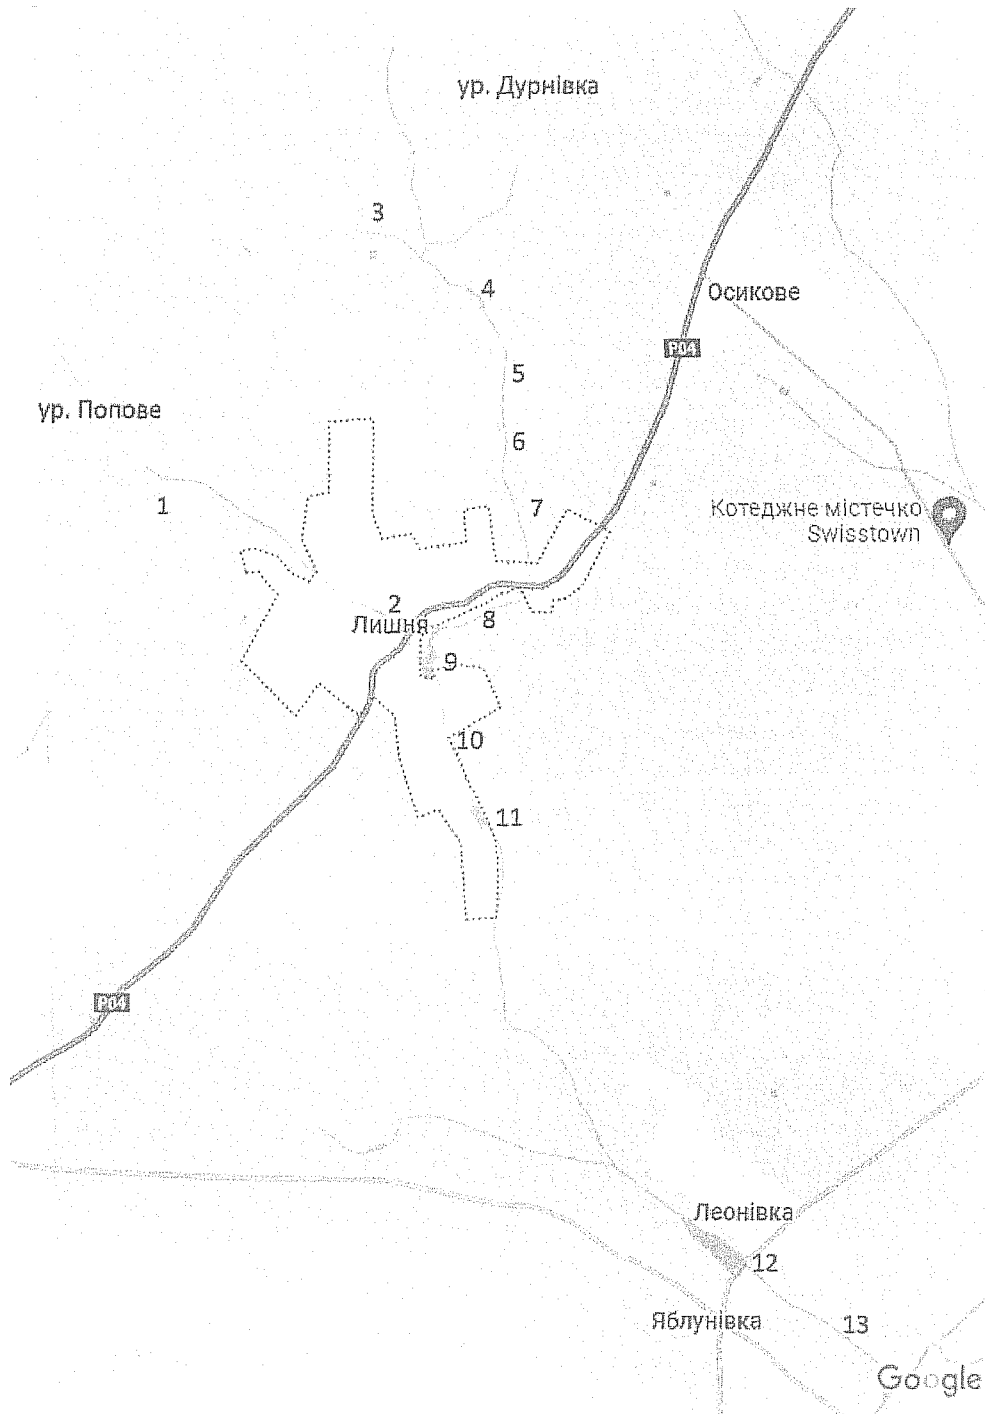 ур. Дурнівка
3
4
Осикове
P04
5
ур. Попове
6
1
7
Котеджне містечко
Swisstown
2
Лишня
8
9
10
11
P04
Леонівка
12
Яблунівка
13
Google